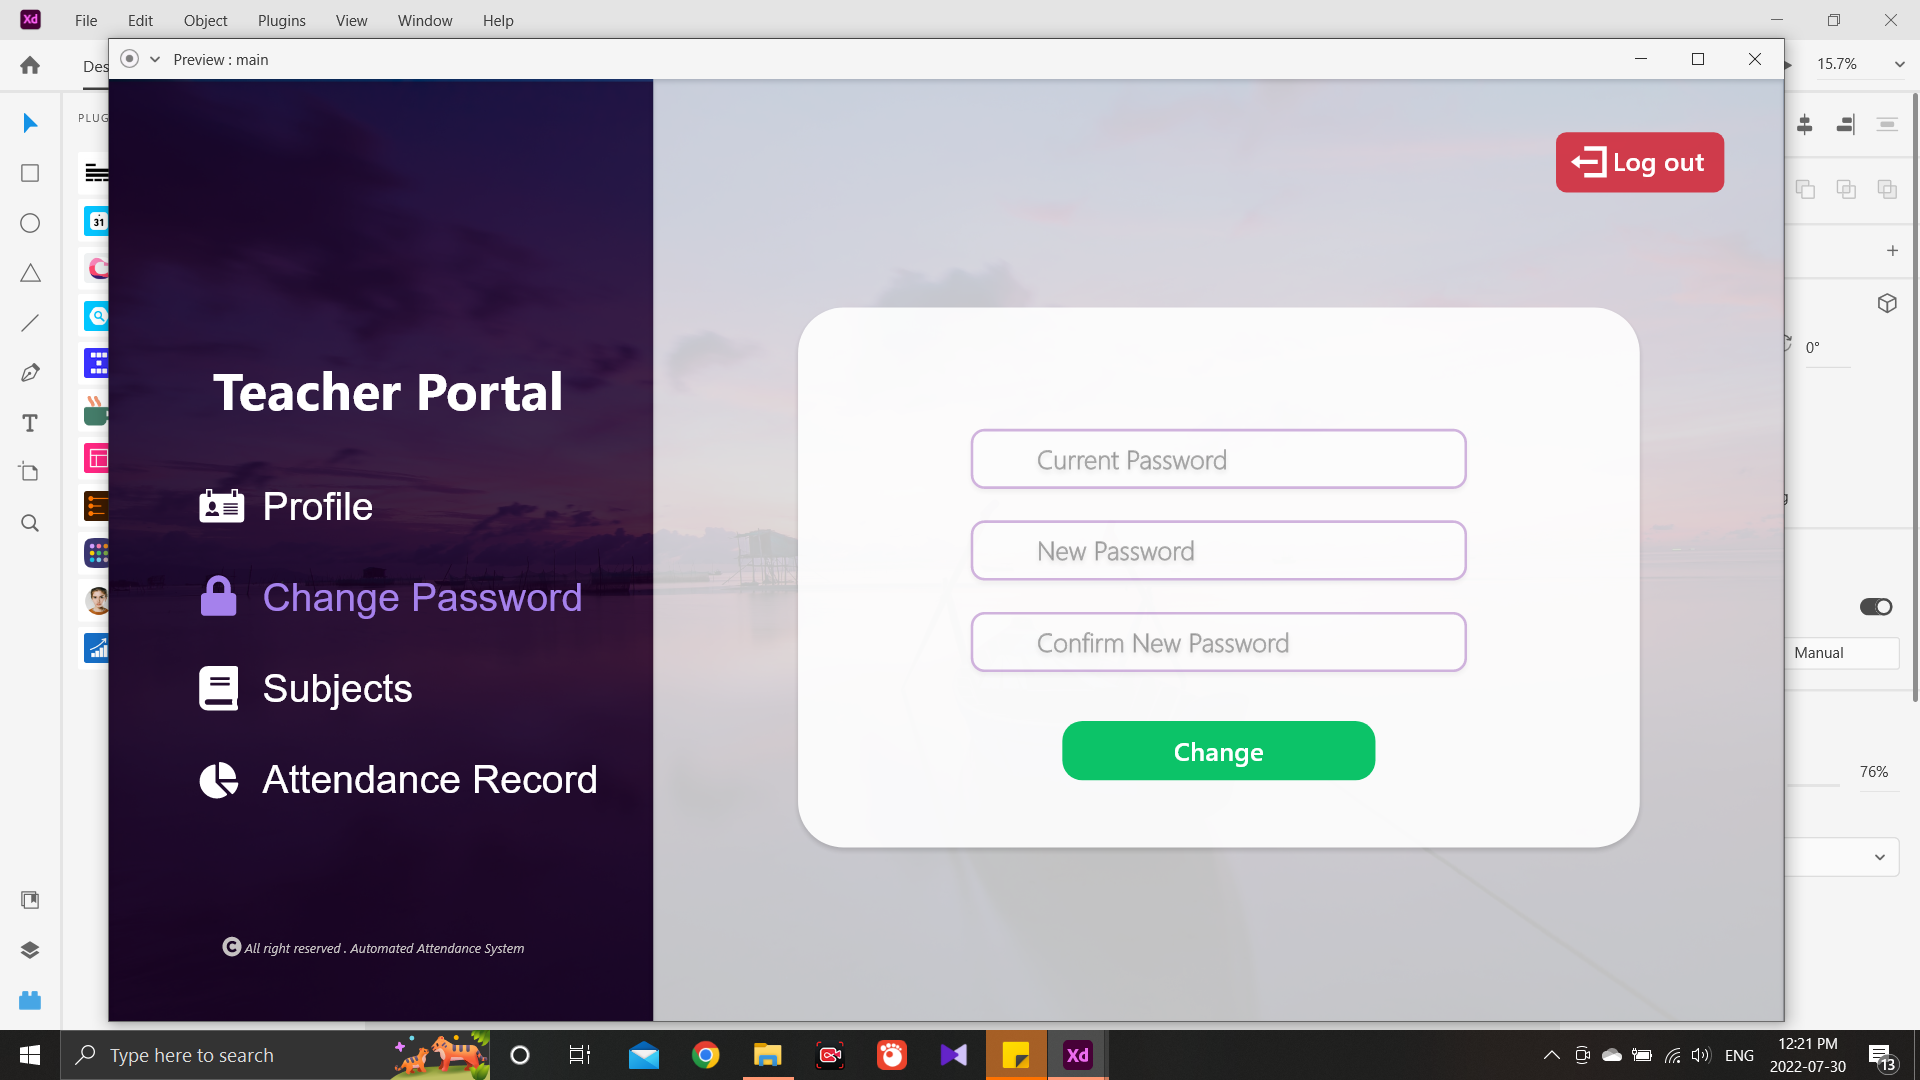 Xd File Edit Object Plugins View Window Help
Des
Preview : main
15.7%
PLUG
31
Log out
Teacher Portal
Profile
Change Password
Subjects
Attendance Record
Current Password
New Password
Confirm New Password
Change
C All right reserved . Automated Attendance System
0°
Manual
76%
Type here to search
Xd
ENG
12:21 PM
2022-07-30
13